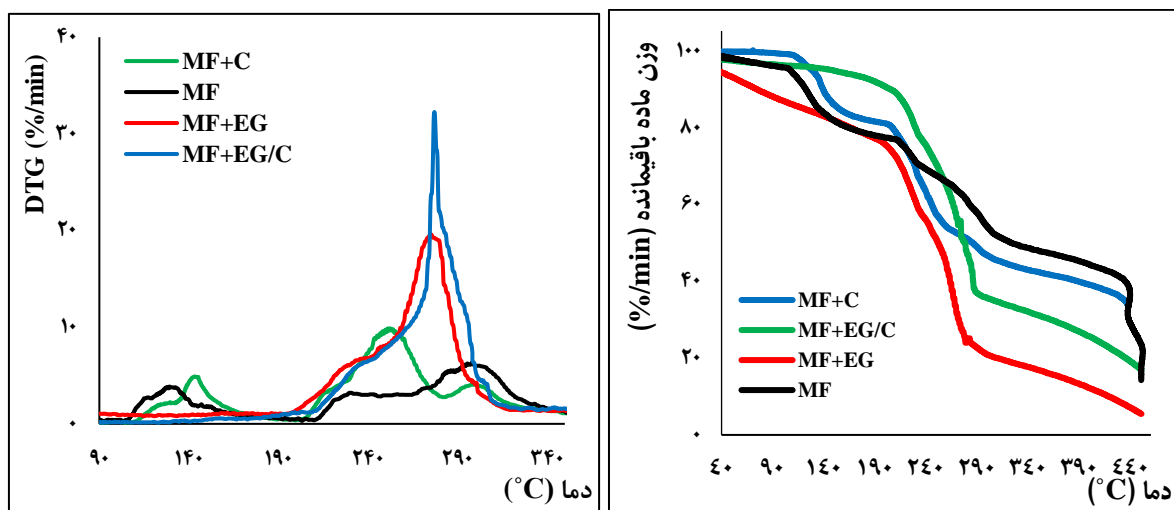 DTG (%/min)
۴۰
۳۰
۲۰
۱۰
۰
MF+C
MF
MF+EG
MF+EG/C
۹۰ ۱۴۰ ۱۹۰ ۲۴۰ ۲۹۰ ۳۴۰
دما (˚C)
وزن ماده باقیمانده (%/min)
۱۰۰
۸۰
۶۰
۴۰
۲۰
۰
MF+C
MF+EG/C
MF+EG
MF
۴۰ ۹۰ ۱۴۰ ۱۹۰ ۲۴۰ ۲۹۰ ۳۴۰ ۳۹۰ ۴۴۰
دما (˚C)